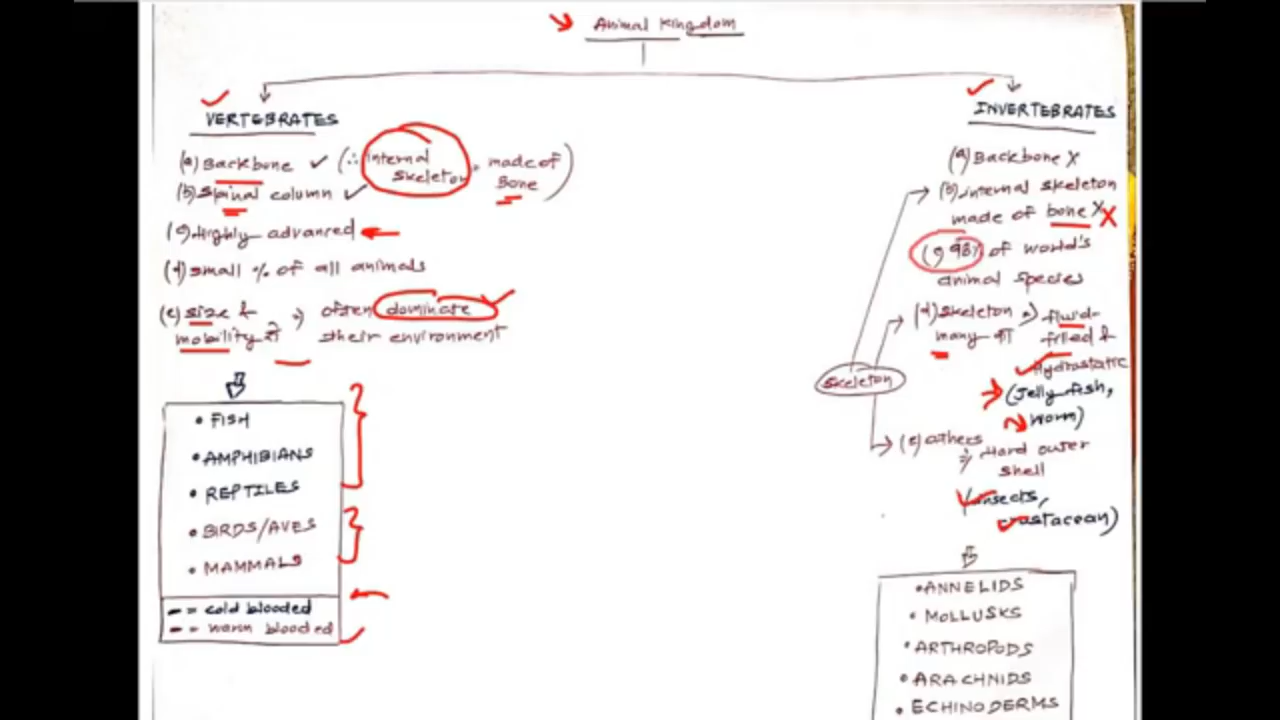 Animal Kingdom
VERTEBRATES
(a) Backbone ✓ (∴ internal skeleton = made of Bone)
(b) Spinal column ✓
(c) Highly advanced
(d) Small % of all animals
(e) size & ⇒ often dominate
mobility से their environment
• FISH
• AMPHIBIANS
• REPTILES
• BIRDS/AVES
• MAMMALS
- = cold blooded
- = warm blooded
INVERTEBRATES
(a) Backbone X
(b) internal skeleton
made of bone X
98% of world's
animal species
skeleton
(d) skeleton ⇒ fluid-
many का filled &
Hydrostatic
(Jelly fish,
worm)
(e) others
⇒ Hard outer
shell
(insects,
crustacean)
• ANNELIDS
• MOLLUSKS
• ARTHROPODS
• ARACHNIDS
• ECHINODERMS